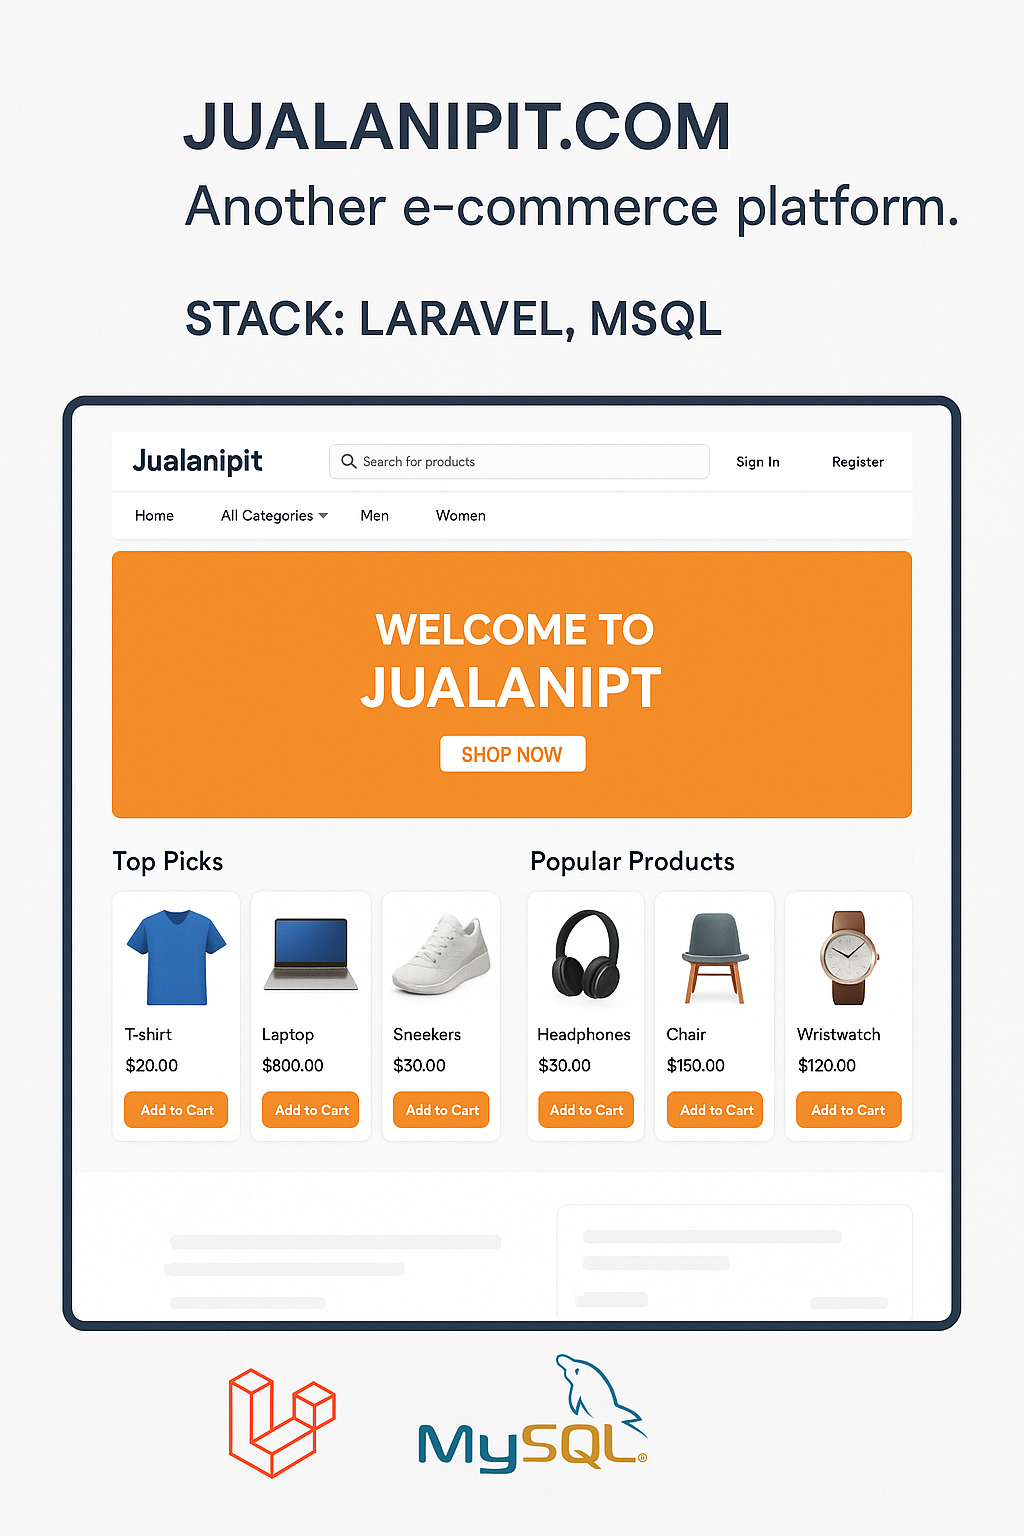 JUALANIPIT.COM
Another e-commerce platform.
STACK: LARAVEL, MSQL
Jualanipit
Search for products
Sign In
Register
Home
All Categories
Men
Women
WELCOME TO
JUALANIPT
SHOP NOW
Top Picks
T-shirt
$20.00
Add to Cart
Laptop
$800.00
Add to Cart
Sneekers
$30.00
Add to Cart
Popular Products
Headphones
$30.00
Add to Cart
Chair
$150.00
Add to Cart
Wristwatch
$120.00
Add to Cart
MySQL®